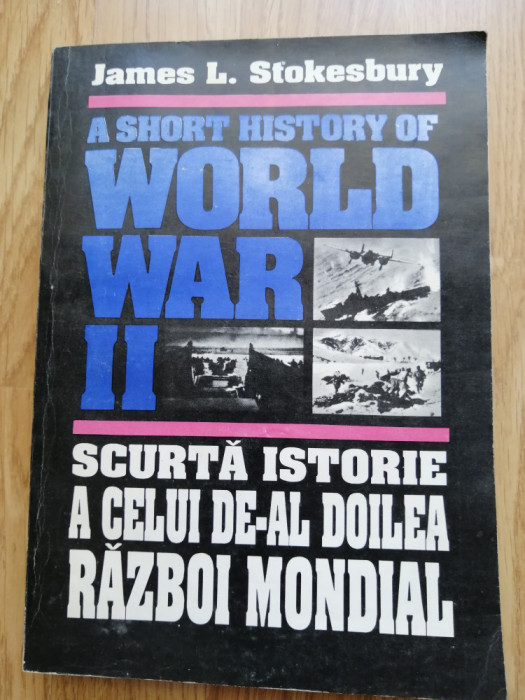 James L. Stokesbury
A SHORT HISTORY OF
WORLD
WAR
II
SCURTĂ ISTORIE
A CELUI DE-AL DOILEA
RĂZBOI MONDIAL